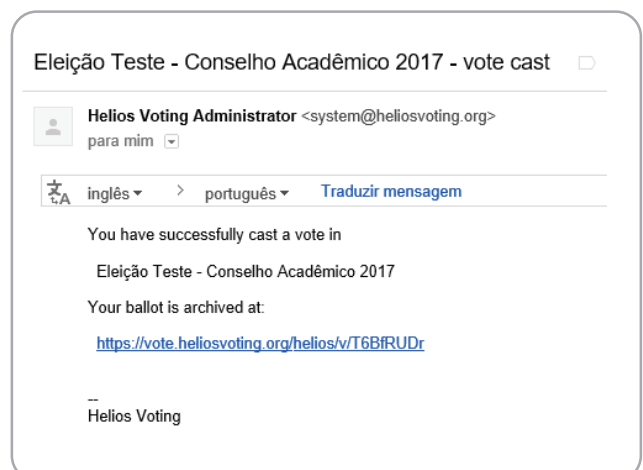 Eleição Teste - Conselho Acadêmico 2017 - vote cast
Helios Voting Administrator <system@heliosvoting.org>
para mim
inglês > português Traduzir mensagem
You have successfully cast a vote in
Eleição Teste - Conselho Acadêmico 2017
Your ballot is archived at:
https://vote.heliosvoting.org/helios/v/T6BfRUDr
--
Helios Voting